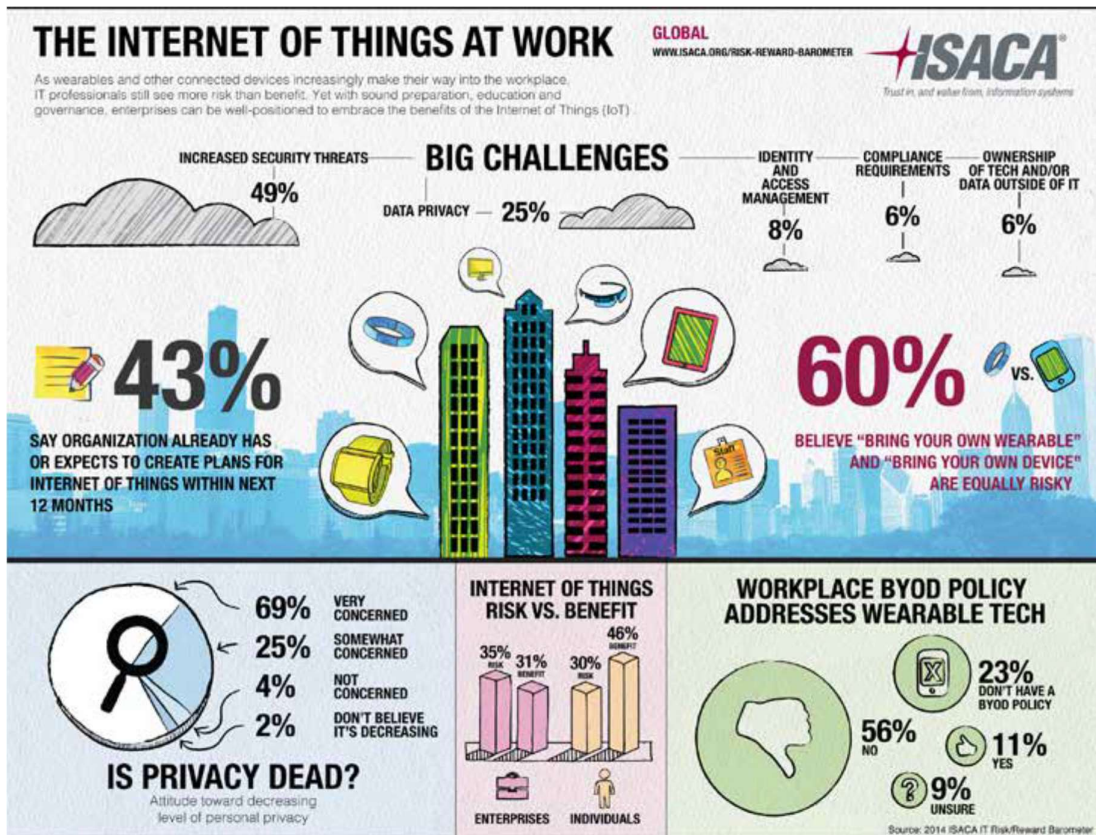 THE INTERNET OF THINGS AT WORK
GLOBAL
WWW.ISACA.ORG/RISK-REWARD-BAROMETER
ISACA®
Trust in, and value from, information systems
As wearables and other connected devices increasingly make their way into the workplace,
IT professionals still see more risk than benefit. Yet with sound preparation, education and
governance, enterprises can be well-positioned to embrace the benefits of the Internet of Things (IoT).
BIG CHALLENGES
INCREASED SECURITY THREATS
49%
DATA PRIVACY
25%
IDENTITY
AND
ACCESS
MANAGEMENT
8%
COMPLIANCE
REQUIREMENTS
6%
OWNERSHIP
OF TECH AND/OR
DATA OUTSIDE OF IT
6%
43%
SAY ORGANIZATION ALREADY HAS
OR EXPECTS TO CREATE PLANS FOR
INTERNET OF THINGS WITHIN NEXT
12 MONTHS
Staff
60%
VS.
BELIEVE “BRING YOUR OWN WEARABLE”
AND “BRING YOUR OWN DEVICE”
ARE EQUALLY RISKY
69% VERY
CONCERNED
25% SOMEWHAT
CONCERNED
4% NOT
CONCERNED
2% DON'T BELIEVE
IT'S DECREASING
IS PRIVACY DEAD?
Attitude toward decreasing
level of personal privacy
INTERNET OF THINGS
RISK VS. BENEFIT
35%
RISK
31%
BENEFIT
30%
RISK
46%
BENEFIT
ENTERPRISES
INDIVIDUALS
WORKPLACE BYOD POLICY
ADDRESSES WEARABLE TECH
56%
NO
X
23%
DON'T HAVE A
BYOD POLICY
11%
YES
?
9%
UNSURE
Source: 2014 ISACA IT Risk/Reward Barometer